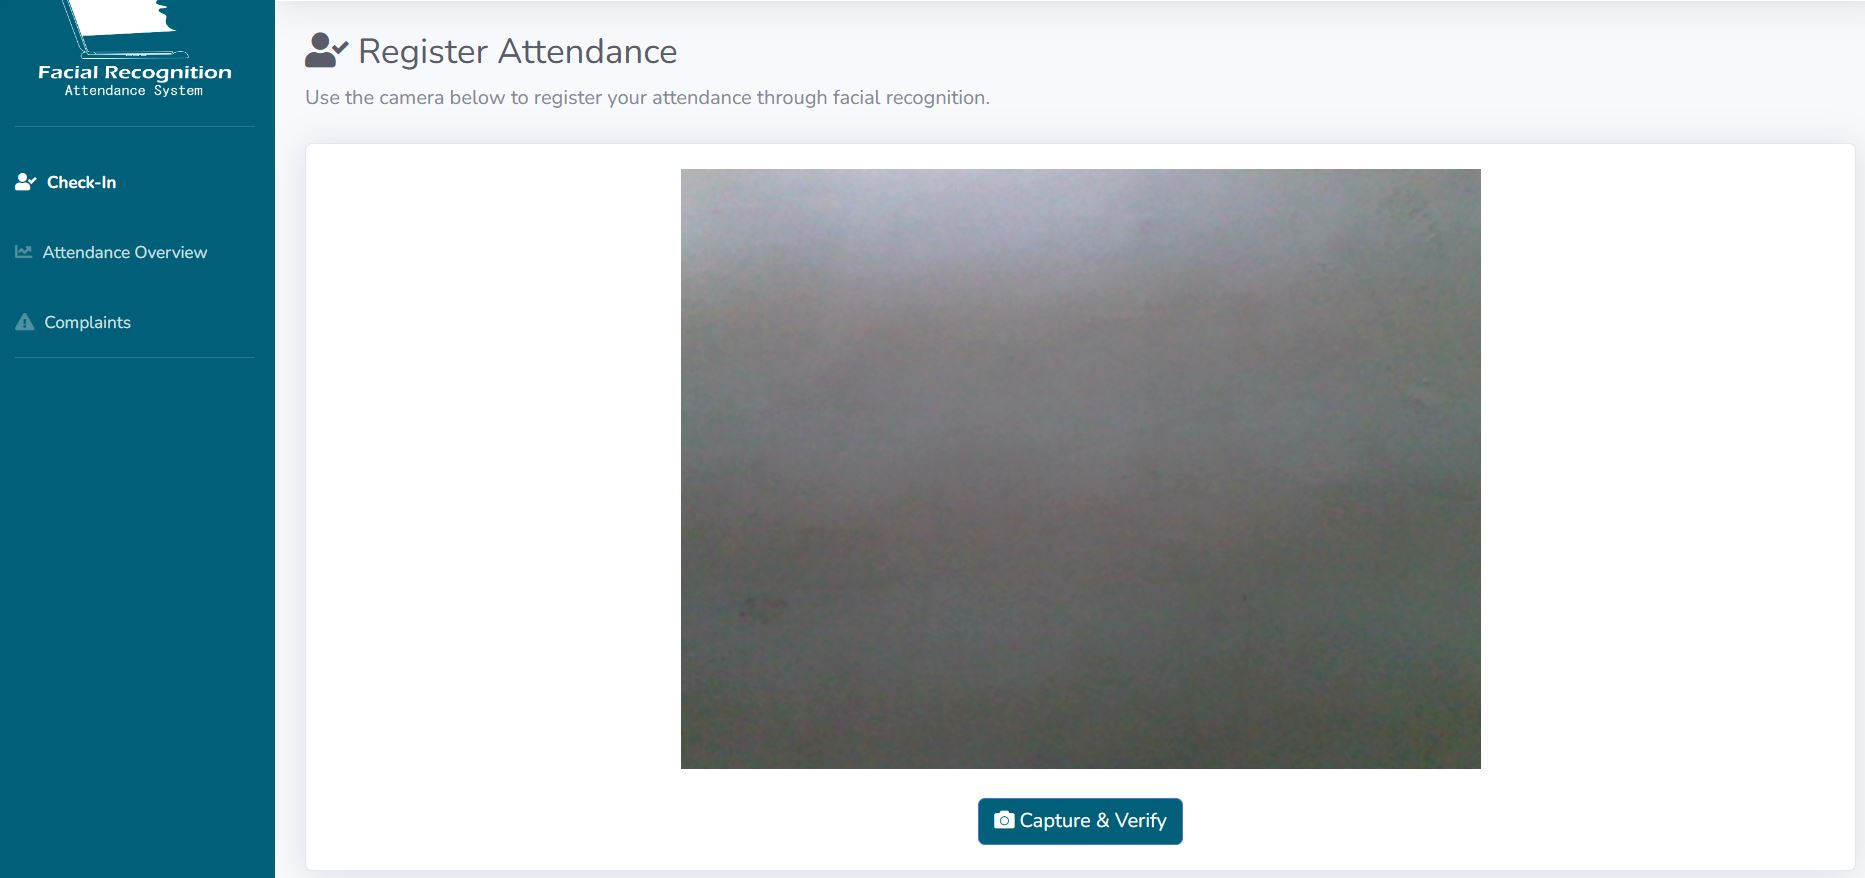 Facial Recognition
Attendance System
Check-In
Attendance Overview
Complaints
Register Attendance
Use the camera below to register your attendance through facial recognition.
Capture & Verify